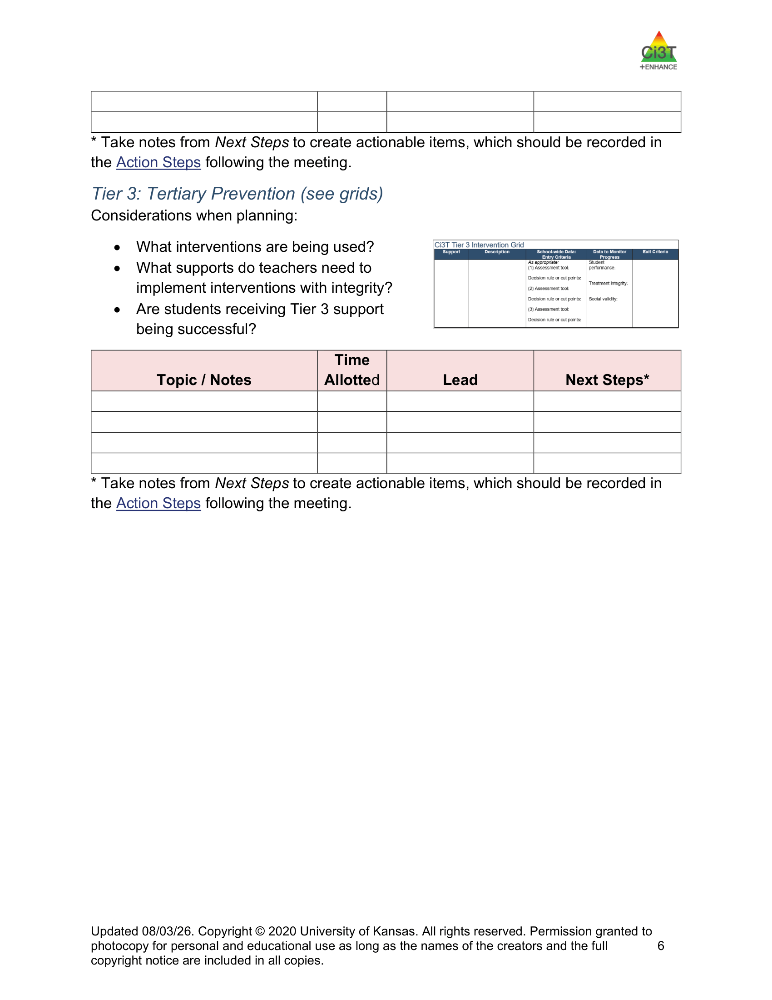 Ci3T
+ENHANCE
* Take notes from Next Steps to create actionable items, which should be recorded in
the Action Steps following the meeting.
Tier 3: Tertiary Prevention (see grids)
Considerations when planning:
• What interventions are being used?
• What supports do teachers need to
implement interventions with integrity?
• Are students receiving Tier 3 support
being successful?
Ci3T Tier 3 Intervention Grid
Support Description School-wide Data: Entry Criteria Data to Monitor Progress Exit Criteria
As appropriate:
(1) Assessment tool:
Decision rule or cut points:
(2) Assessment tool:
Decision rule or cut points:
(3) Assessment tool:
Decision rule or cut points:
Student
performance:
Treatment Integrity:
Social validity:
Topic / Notes Time Allotted Lead Next Steps*
* Take notes from Next Steps to create actionable items, which should be recorded in
the Action Steps following the meeting.
Updated 08/03/26. Copyright © 2020 University of Kansas. All rights reserved. Permission granted to
photocopy for personal and educational use as long as the names of the creators and the full
copyright notice are included in all copies.
6